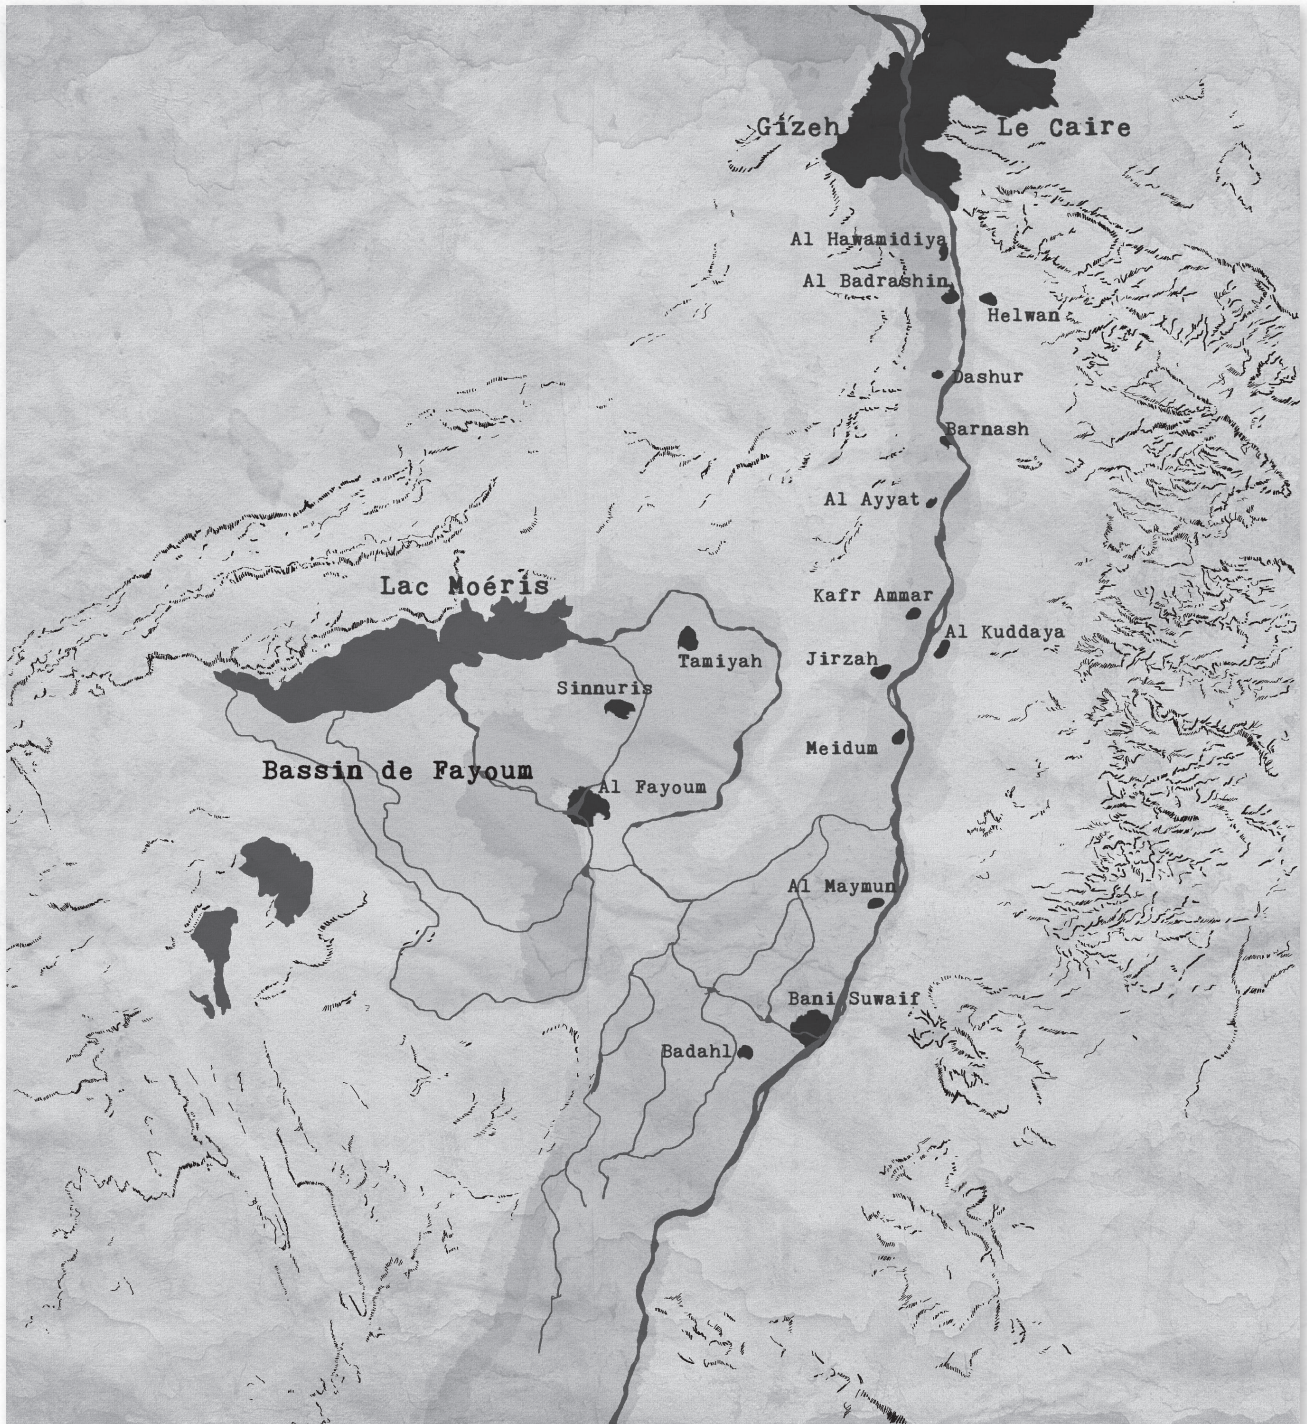 Gizeh
Le Caire
Al Hawamidiya
Al Badrashin
Helwan
Dashur
Barnash
Al Ayyat
Lac Moéris
Kafr Ammar
Al Kuddaya
Jirzah
Tamiyah
Sinnuris
Meidum
Bassin de Fayoum
Al Fayoum
Al Maymun
Bani Suwaif
Badahl